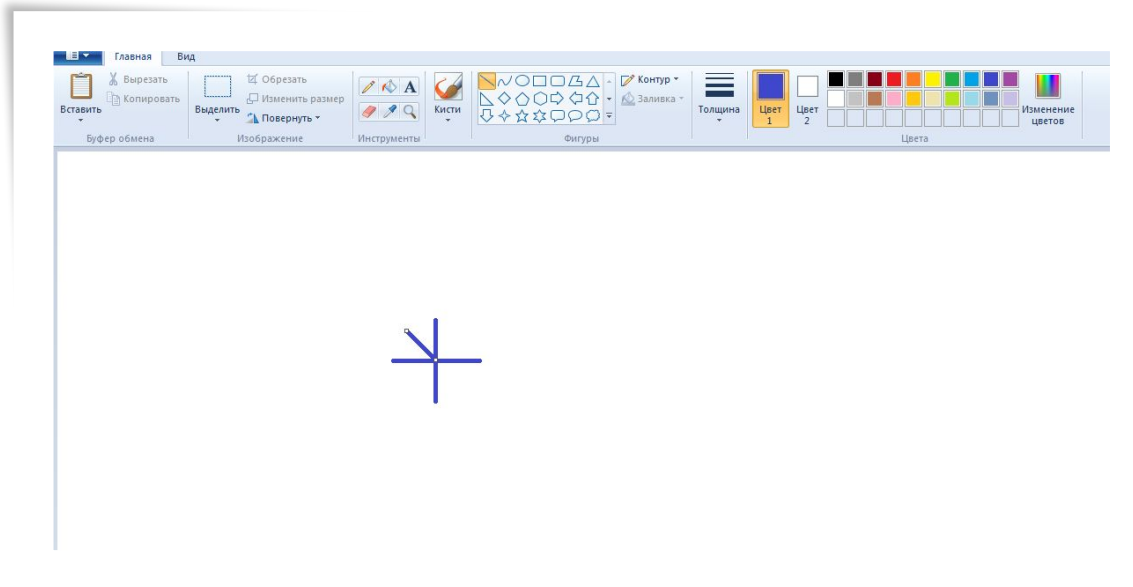 Главная Вид
Вырезать
Копировать
Вставить
Буфер обмена
Выделить
Обрезать
Изменить размер
Повернуть
Изображение
A
Инструменты
Кисти
Контур
Заливка
Фигуры
Толщина
Цвет
1
Цвет
2
Изменение
цветов
Цвета